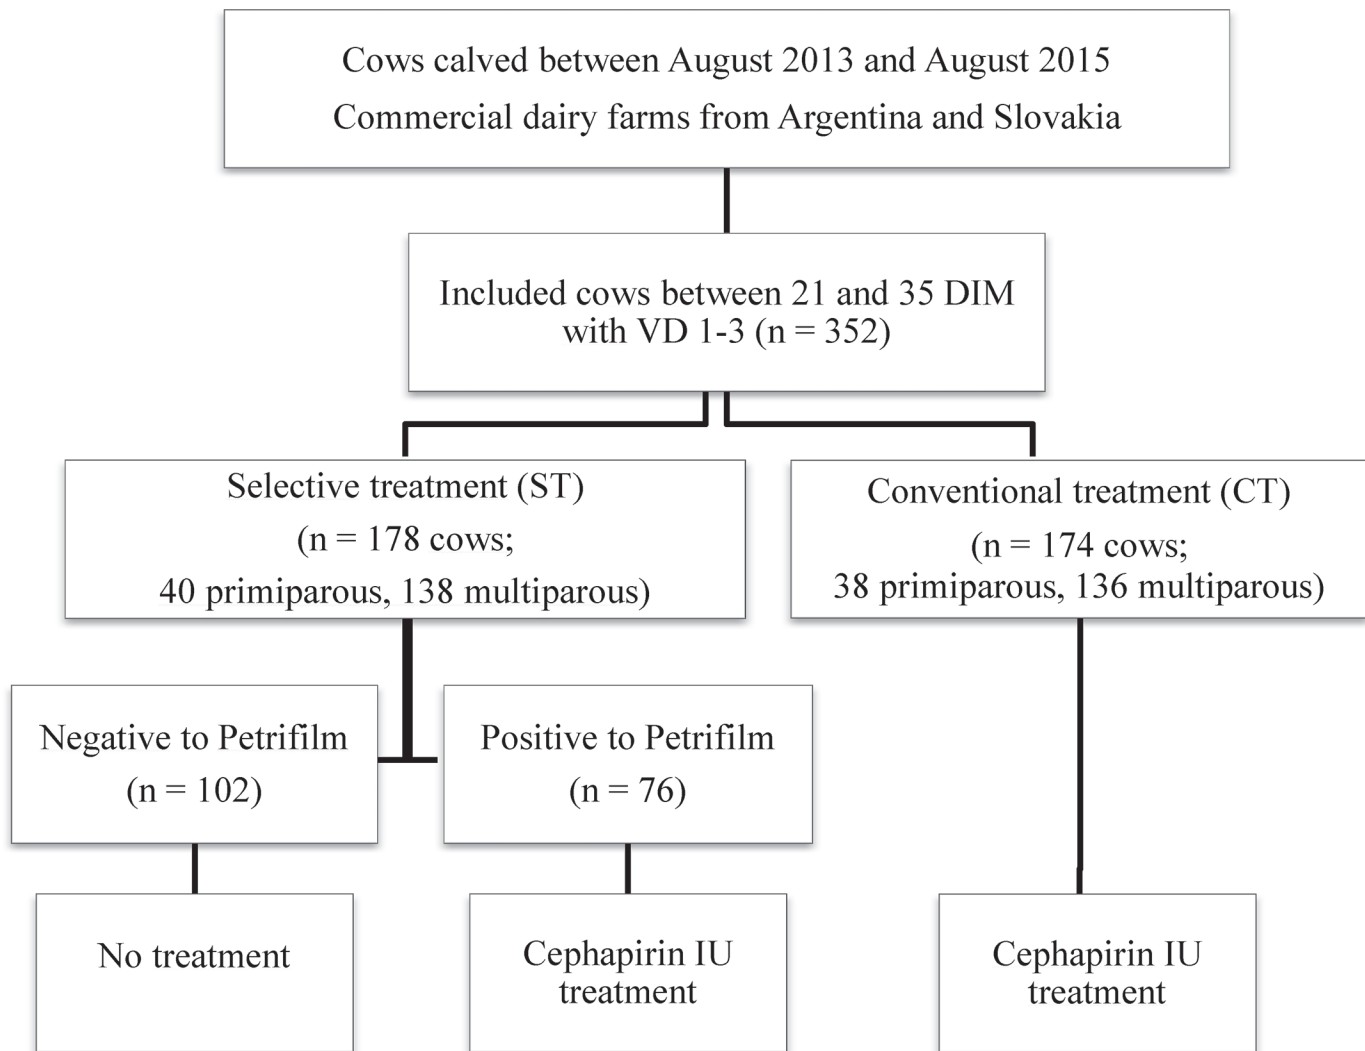 Cows calved between August 2013 and August 2015
Commercial dairy farms from Argentina and Slovakia
Included cows between 21 and 35 DIM
with VD 1-3 (n = 352)
Selective treatment (ST)
(n = 178 cows;
40 primiparous, 138 multiparous)
Conventional treatment (CT)
(n = 174 cows;
38 primiparous, 136 multiparous)
Negative to Petrifilm
(n = 102)
Positive to Petrifilm
(n = 76)
No treatment
Cephapirin IU
treatment
Cephapirin IU
treatment